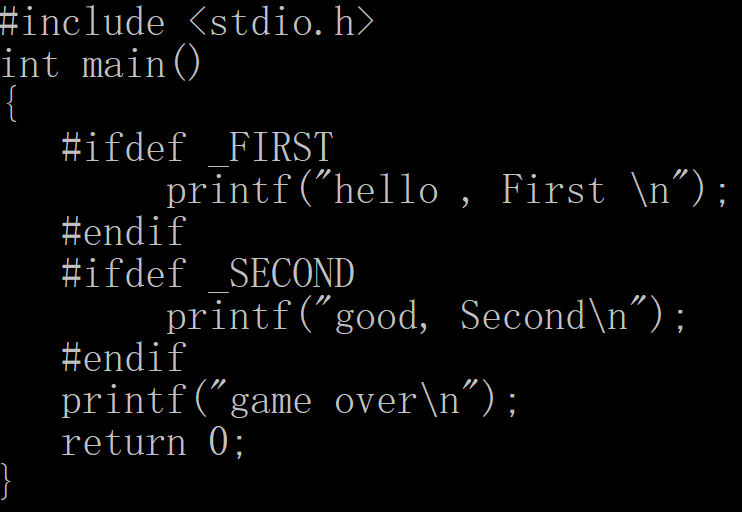 #include <stdio.h>
int main()
{
   #ifdef _FIRST
        printf("hello , First \n");
   #endif
   #ifdef _SECOND
        printf("good, Second\n");
   #endif
   printf("game over\n");
   return 0;
}